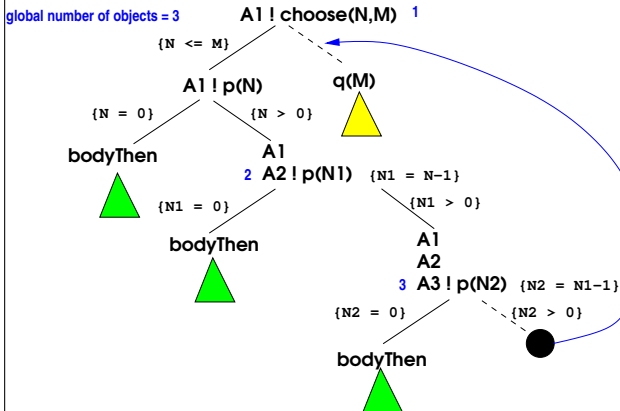 global number of objects = 3
A1 ! choose(N,M) 1
{N <= M}
A1 ! p(N)
q(M)
{N = 0}
{N > 0}
bodyThen
A1
2 A2 ! p(N1) {N1 = N-1}
{N1 = 0}
{N1 > 0}
bodyThen
A1
A2
3 A3 ! p(N2) {N2 = N1-1}
{N2 = 0}
{N2 > 0}
bodyThen